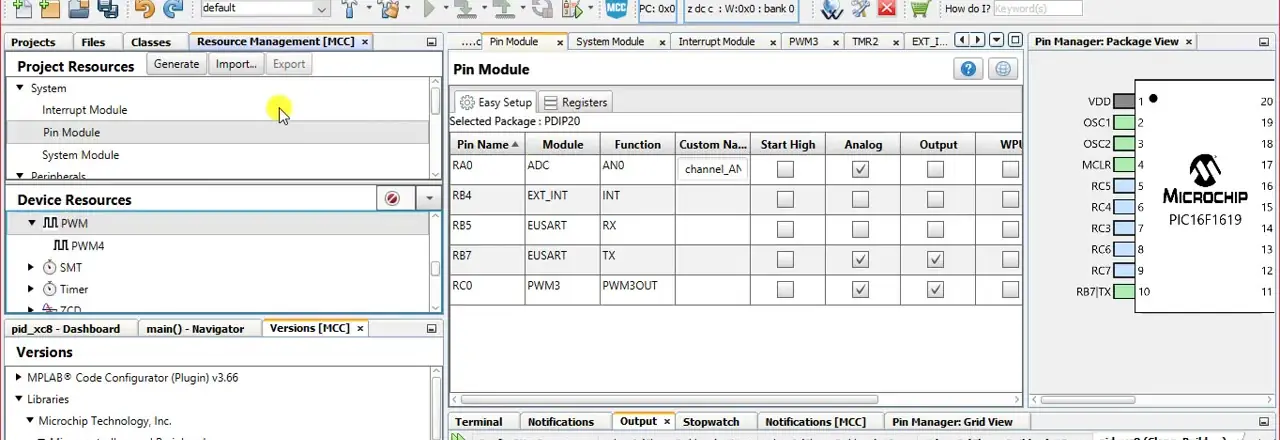 default
MCC
PC: 0x0
z dc c : W:0x0 : bank 0
How do I?
Keyword(s)
Projects
Files
Classes
Resource Management [MCC]
Project Resources
Generate
Import...
Export
System
Interrupt Module
Pin Module
System Module
Peripherals
Device Resources
PWM
PWM4
SMT
Timer
ZCD
pid_xc8 - Dashboard
main() - Navigator
Versions [MCC]
Versions
MPLAB® Code Configurator (Plugin) v3.66
Libraries
Microchip Technology, Inc.
...c
Pin Module
System Module
Interrupt Module
PWM3
TMR2
EXT_I...
Pin Module
Easy Setup
Registers
Selected Package : PDIP20
Pin Name Module Function Custom Na... Start High Analog Output WPU
RA0 ADC AN0 channel_AN
RB4 EXT_INT INT
RB5 EUSART RX
RB7 EUSART TX
RC0 PWM3 PWM3OUT
Terminal
Notifications
Output
Stopwatch
Notifications [MCC]
Pin Manager: Grid View
Pin Manager: Package View
VDD 1 20
OSC1 2 19
OSC2 3 18
MCLR 4 17
RC5 5 16
RC4 6 15
RC3 7 14
RC6 8 13
RC7 9 12
RB7|TX 10 11
MICROCHIP
PIC16F1619